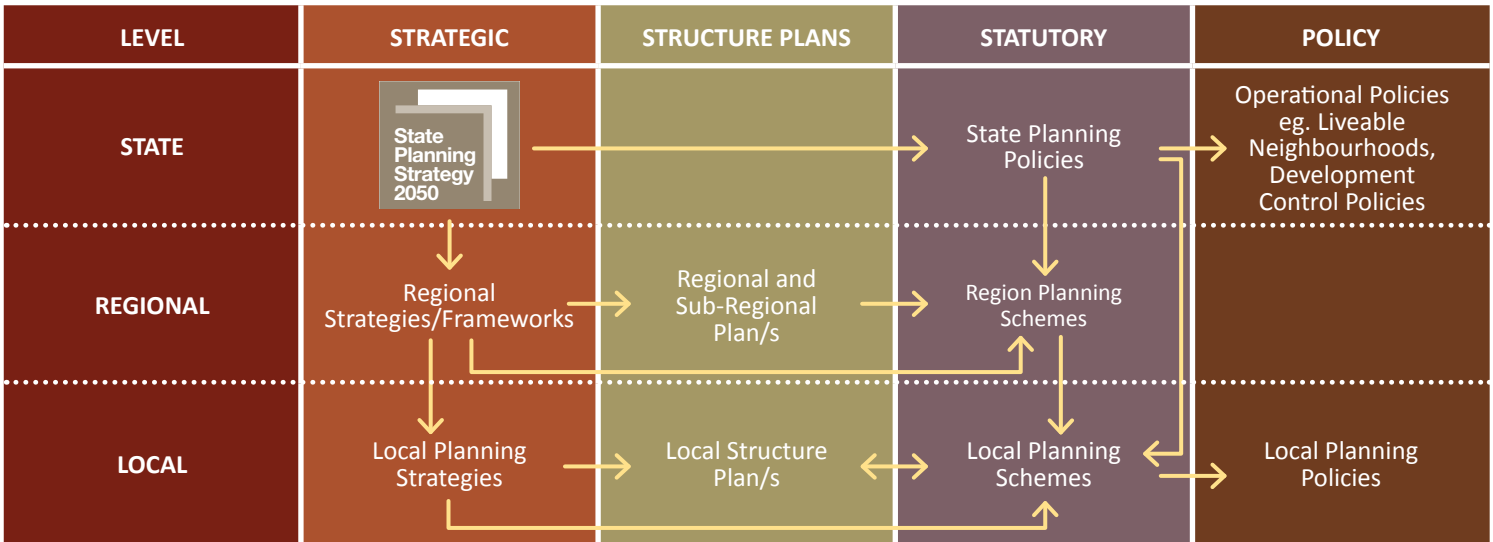 LEVEL
STRATEGIC
STRUCTURE PLANS
STATUTORY
POLICY
STATE
State
Planning
Strategy
2050
State Planning
Policies
Operational Policies
eg. Liveable
Neighbourhoods,
Development
Control Policies
REGIONAL
Regional
Strategies/Frameworks
Regional and
Sub-Regional
Plan/s
Region Planning
Schemes
LOCAL
Local Planning
Strategies
Local Structure
Plan/s
Local Planning
Schemes
Local Planning
Policies